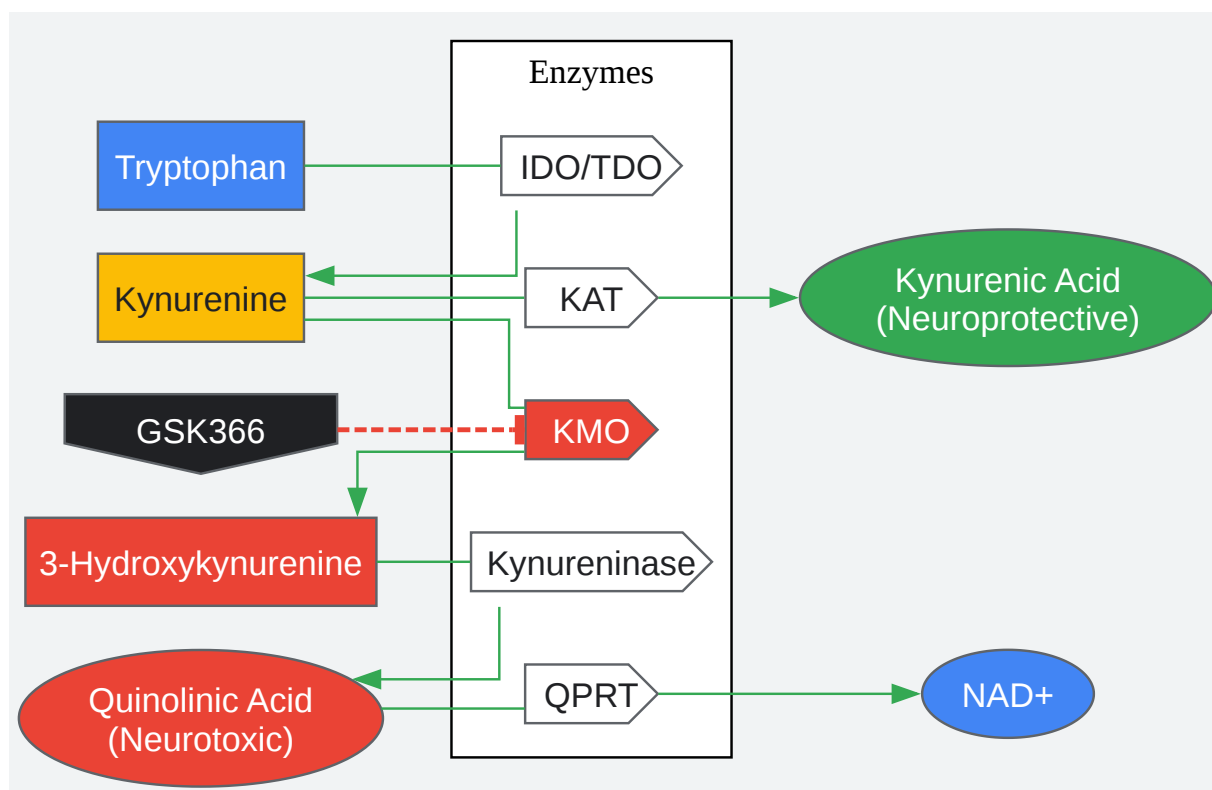 Enzymes
Tryptophan
IDO/TDO
Kynurenine
KAT
Kynurenic Acid
(Neuroprotective)
GSK366
KMO
3-Hydroxykynurenine
Kynureninase
Quinolinic Acid
(Neurotoxic)
QPRT
NAD+